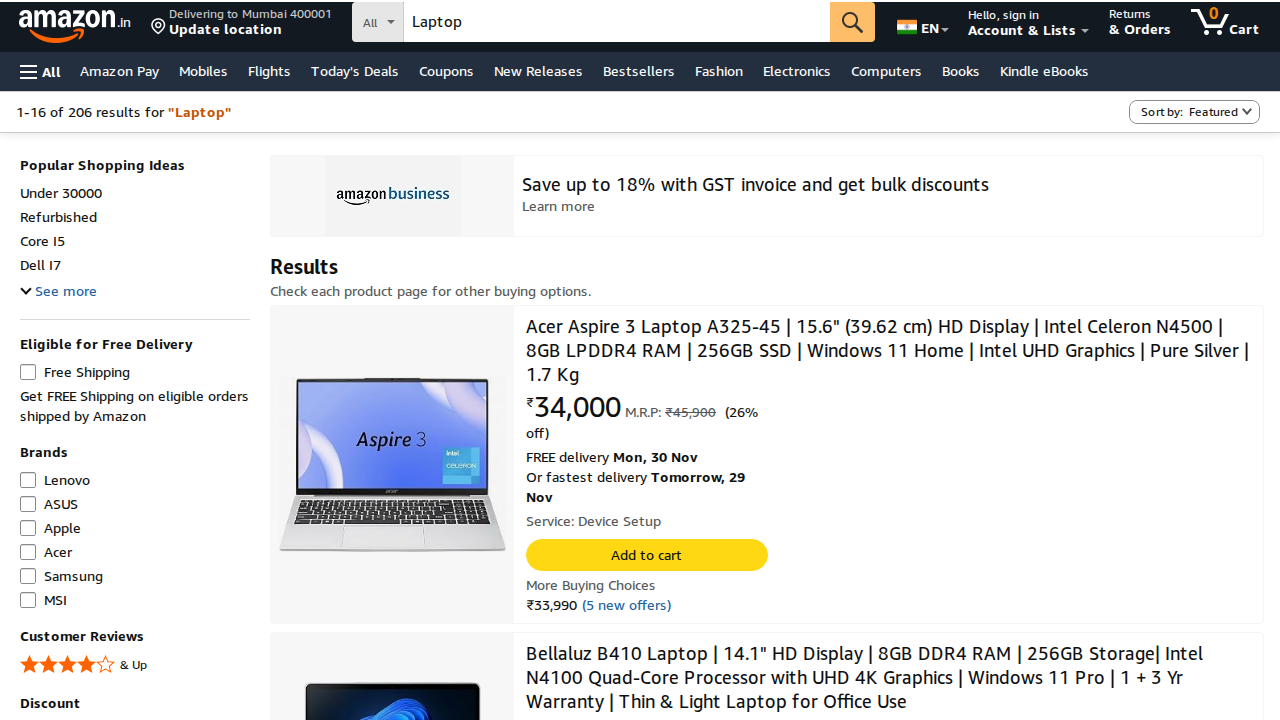 amazon.in
Delivering to Mumbai 400001
Update location
All
Laptop
EN
Hello, sign in
Account & Lists
Returns
& Orders
0
Cart
All
Amazon Pay
Mobiles
Flights
Today's Deals
Coupons
New Releases
Bestsellers
Fashion
Electronics
Computers
Books
Kindle eBooks
1-16 of 206 results for "Laptop"
Sort by: Featured
Popular Shopping Ideas
Under 30000
Refurbished
Core I5
Dell I7
See more
Eligible for Free Delivery
Free Shipping
Get FREE Shipping on eligible orders
shipped by Amazon
Brands
Lenovo
ASUS
Apple
Acer
Samsung
MSI
Customer Reviews
& Up
Discount
amazon business
Save up to 18% with GST invoice and get bulk discounts
Learn more
Results
Check each product page for other buying options.
Aspire 3
intel
CELERON
acer
Acer Aspire 3 Laptop A325-45 | 15.6" (39.62 cm) HD Display | Intel Celeron N4500 |
8GB LPDDR4 RAM | 256GB SSD | Windows 11 Home | Intel UHD Graphics | Pure Silver |
1.7 Kg
₹34,000 M.R.P: ₹45,900 (26%
off)
FREE delivery Mon, 30 Nov
Or fastest delivery Tomorrow, 29
Nov
Service: Device Setup
Add to cart
More Buying Choices
₹33,990 (5 new offers)
Bellaluz B410 Laptop | 14.1" HD Display | 8GB DDR4 RAM | 256GB Storage| Intel
N4100 Quad-Core Processor with UHD 4K Graphics | Windows 11 Pro | 1 + 3 Yr
Warranty | Thin & Light Laptop for Office Use